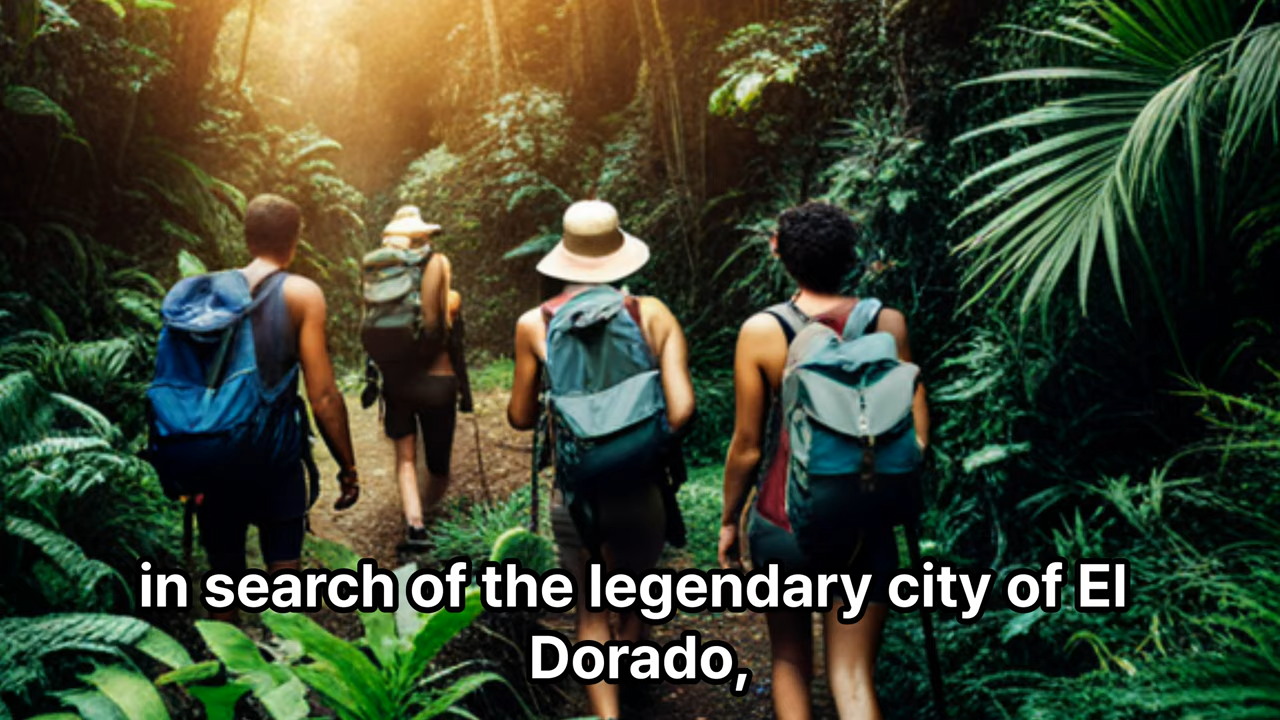 in search of the legendary city of El
Dorado,